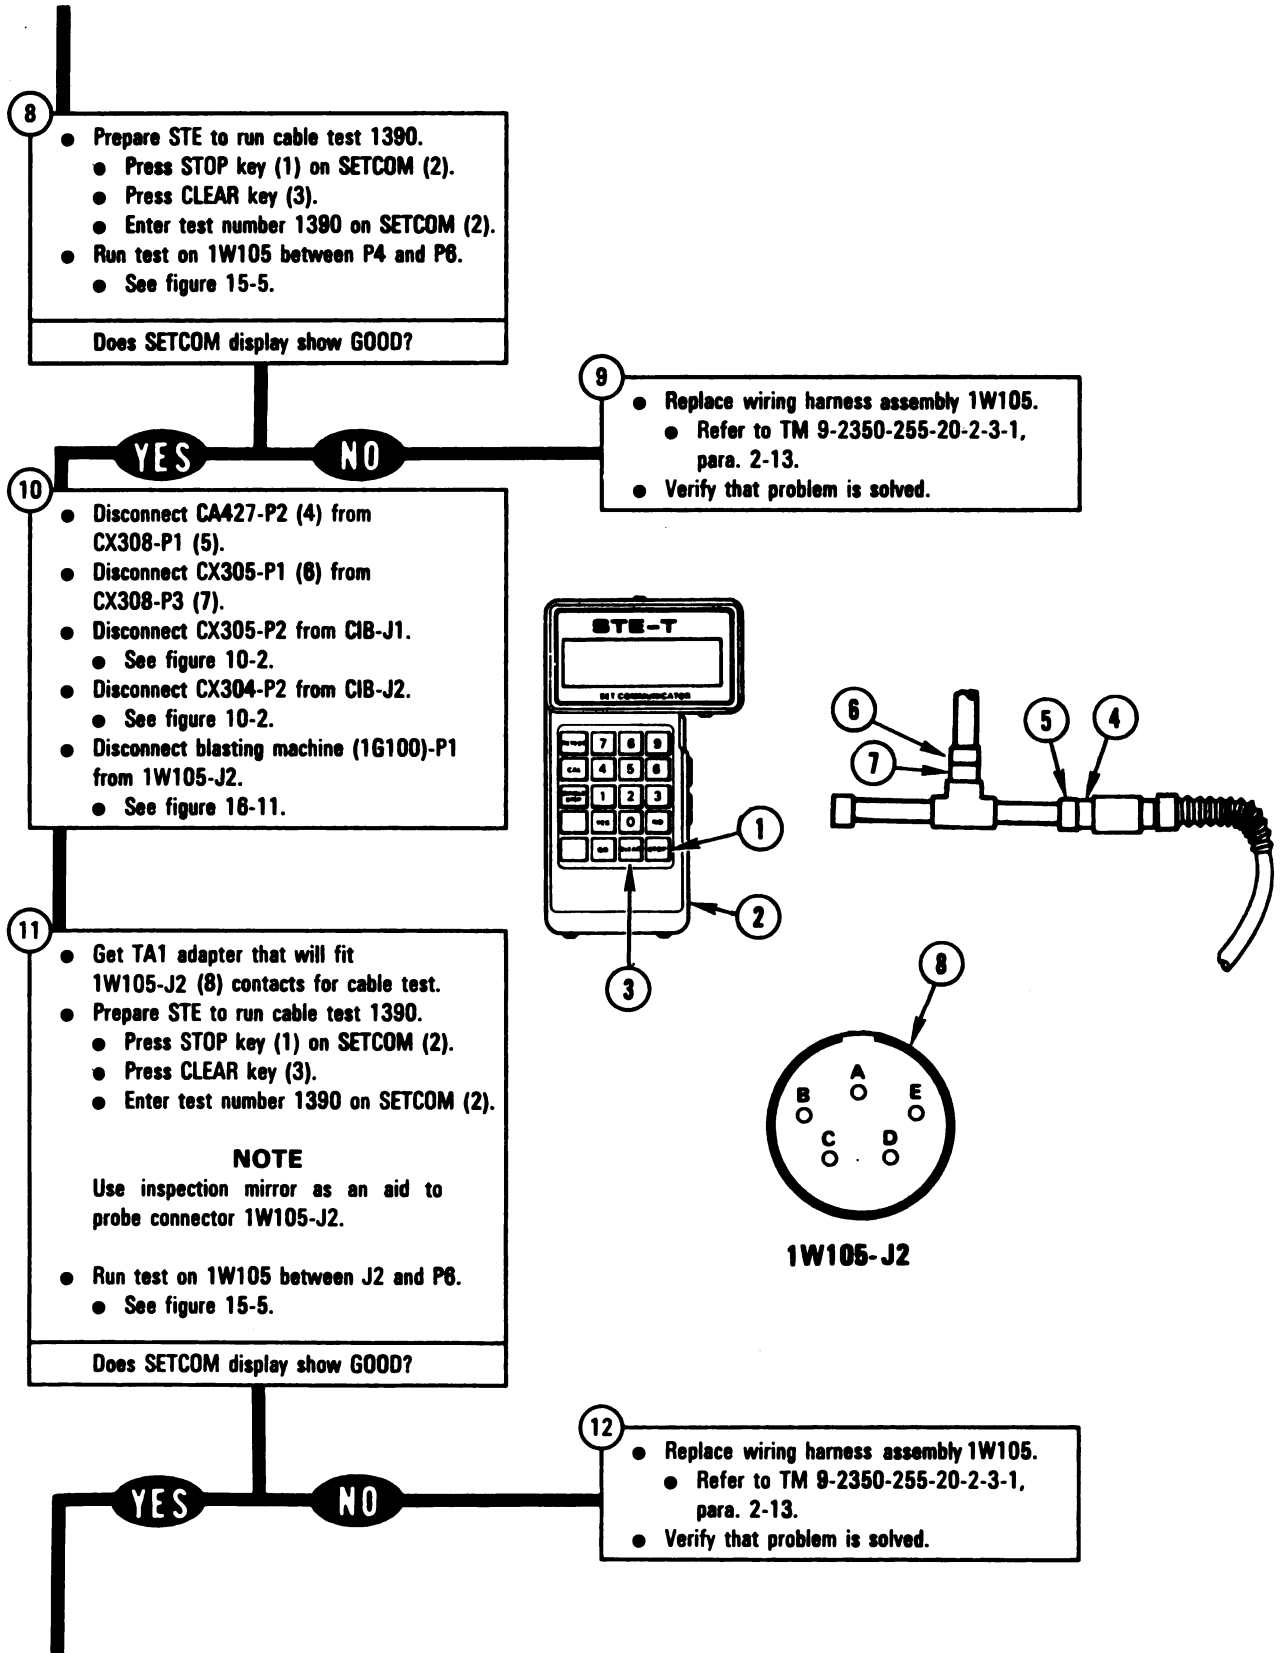 8
● Prepare STE to run cable test 1390.
● Press STOP key (1) on SETCOM (2).
● Press CLEAR key (3).
● Enter test number 1390 on SETCOM (2).
● Run test on 1W105 between P4 and P6.
● See figure 15-5.
Does SETCOM display show GOOD?
YES
NO
9
● Replace wiring harness assembly 1W105.
● Refer to TM 9-2350-255-20-2-3-1,
para. 2-13.
● Verify that problem is solved.
10
● Disconnect CA427-P2 (4) from
CX308-P1 (5).
● Disconnect CX305-P1 (6) from
CX308-P3 (7).
● Disconnect CX305-P2 from CIB-J1.
● See figure 10-2.
● Disconnect CX304-P2 from CIB-J2.
● See figure 10-2.
● Disconnect blasting machine (1G100)-P1
from 1W105-J2.
● See figure 16-11.
STE-T
SET COMMUNICATOR
7 8 9
CAL 4 5 6
1 2 3
YES 0 NO
GO CLEAR STOP
1
2
3
6
7
5
4
11
● Get TA1 adapter that will fit
1W105-J2 (8) contacts for cable test.
● Prepare STE to run cable test 1390.
● Press STOP key (1) on SETCOM (2).
● Press CLEAR key (3).
● Enter test number 1390 on SETCOM (2).
NOTE
Use inspection mirror as an aid to
probe connector 1W105-J2.
● Run test on 1W105 between J2 and P6.
● See figure 15-5.
Does SETCOM display show GOOD?
8
A
B
E
C
D
1W105-J2
YES
NO
12
● Replace wiring harness assembly 1W105.
● Refer to TM 9-2350-255-20-2-3-1,
para. 2-13.
● Verify that problem is solved.